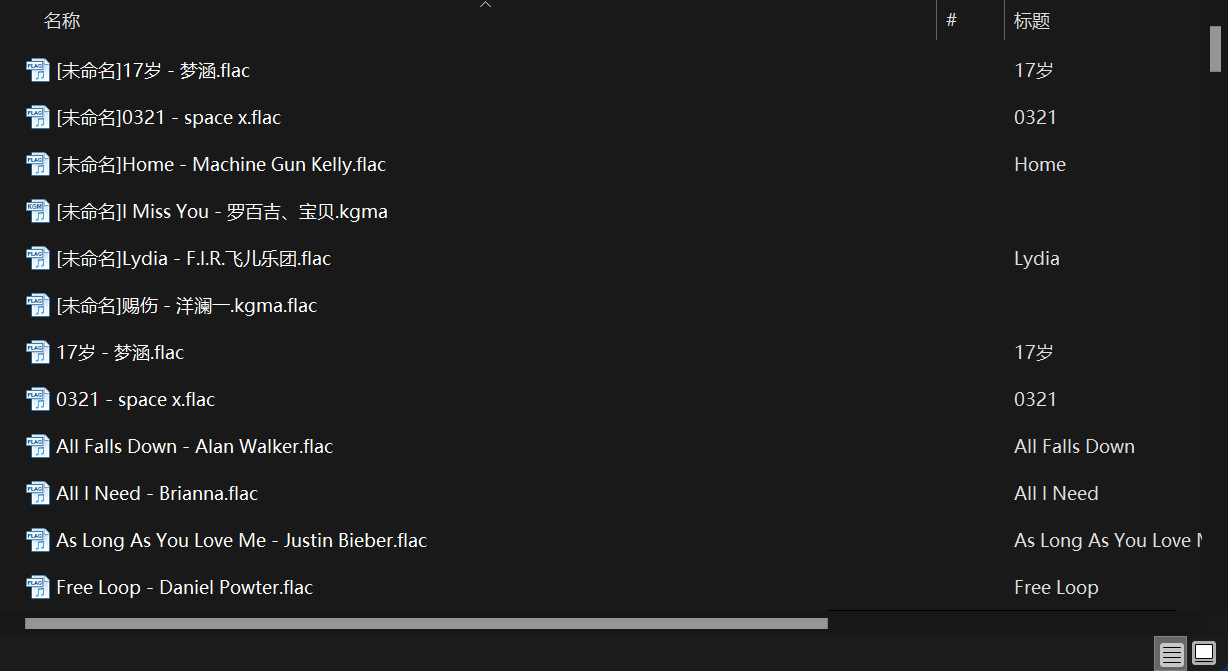 名称 # 标题
[未命名]17岁 - 梦涵.flac 17岁
[未命名]0321 - space x.flac 0321
[未命名]Home - Machine Gun Kelly.flac Home
[未命名]I Miss You - 罗百吉、宝贝.kgma
[未命名]Lydia - F.I.R.飞儿乐团.flac Lydia
[未命名]赐伤 - 洋澜一.kgma.flac
17岁 - 梦涵.flac 17岁
0321 - space x.flac 0321
All Falls Down - Alan Walker.flac All Falls Down
All I Need - Brianna.flac All I Need
As Long As You Love Me - Justin Bieber.flac As Long As You Love
Free Loop - Daniel Powter.flac Free Loop